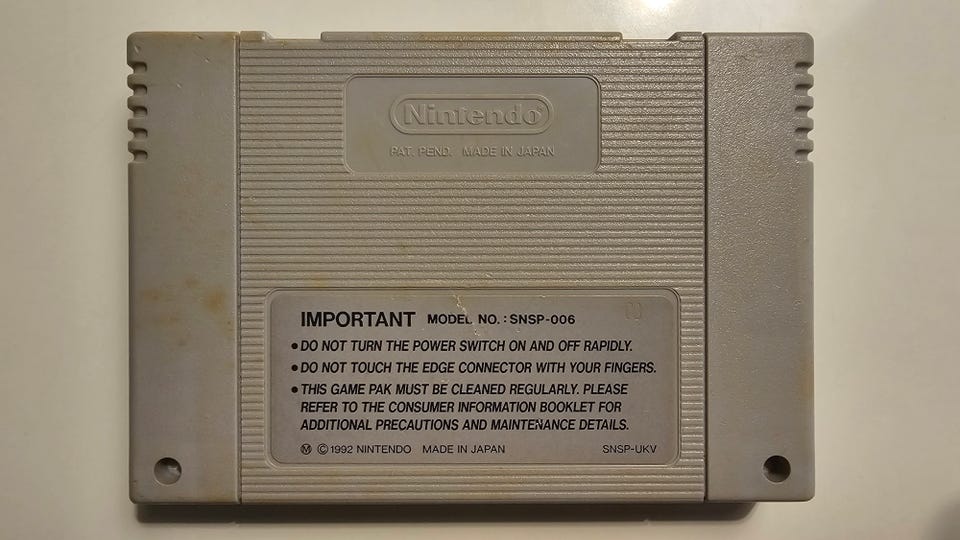 Nintendo
PAT. PEND. MADE IN JAPAN
IMPORTANT MODEL NO.: SNSP-006
● DO NOT TURN THE POWER SWITCH ON AND OFF RAPIDLY.
● DO NOT TOUCH THE EDGE CONNECTOR WITH YOUR FINGERS.
● THIS GAME PAK MUST BE CLEANED REGULARLY. PLEASE
REFER TO THE CONSUMER INFORMATION BOOKLET FOR
ADDITIONAL PRECAUTIONS AND MAINTENANCE DETAILS.
Ⓜ ©1992 NINTENDO MADE IN JAPAN SNSP-UKV